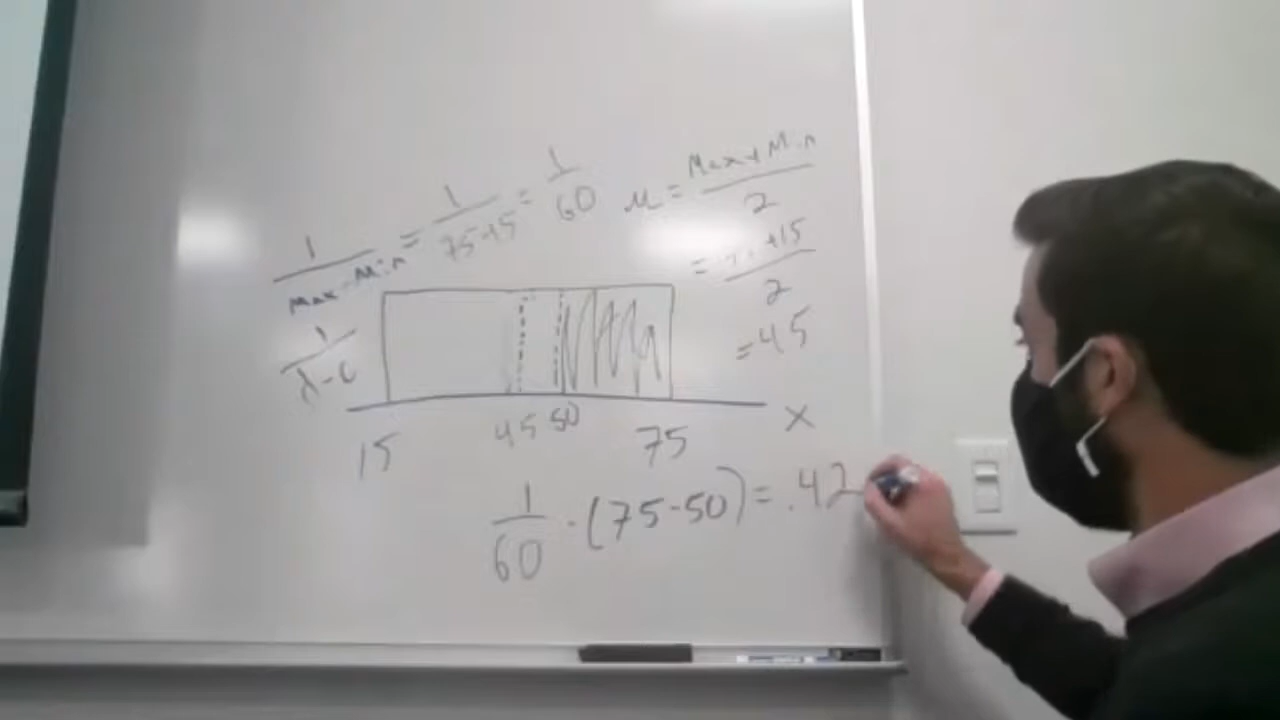 1/(Max-Min) = 1/(75-15) = 1/60
μ = (Max+Min)/2
= +15/2
= 45
1/(d-c)
15 45 50 75 x
1/60 · (75-50) = .42